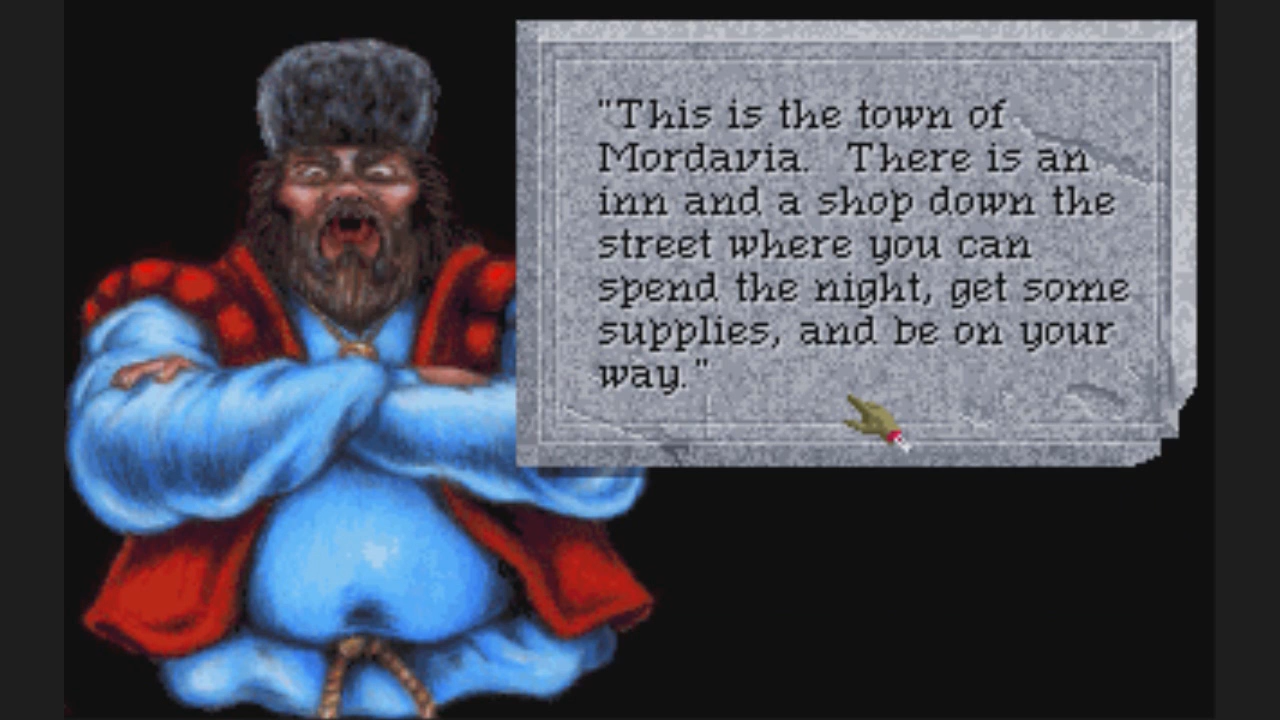 "This is the town of
Mordavia.  There is an
inn and a shop down the
street where you can
spend the night, get some
supplies, and be on your
way."